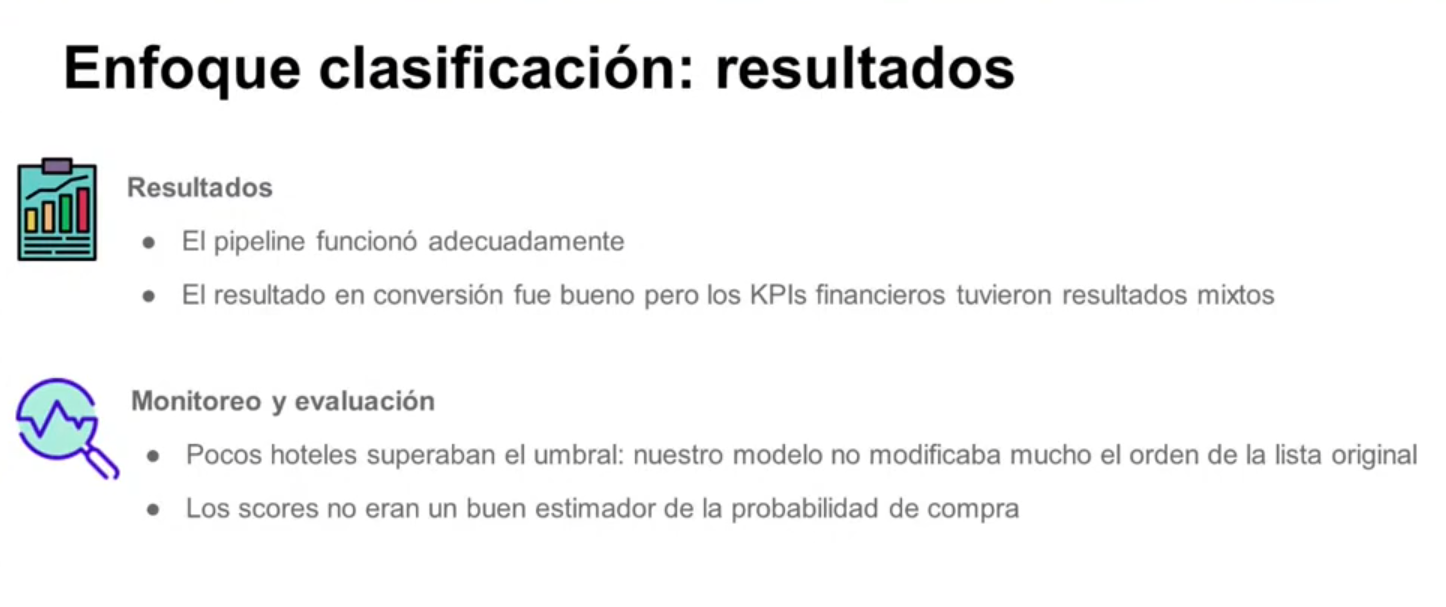 Enfoque clasificación: resultados
Resultados
● El pipeline funcionó adecuadamente
● El resultado en conversión fue bueno pero los KPIs financieros tuvieron resultados mixtos
Monitoreo y evaluación
● Pocos hoteles superaban el umbral: nuestro modelo no modificaba mucho el orden de la lista original
● Los scores no eran un buen estimador de la probabilidad de compra